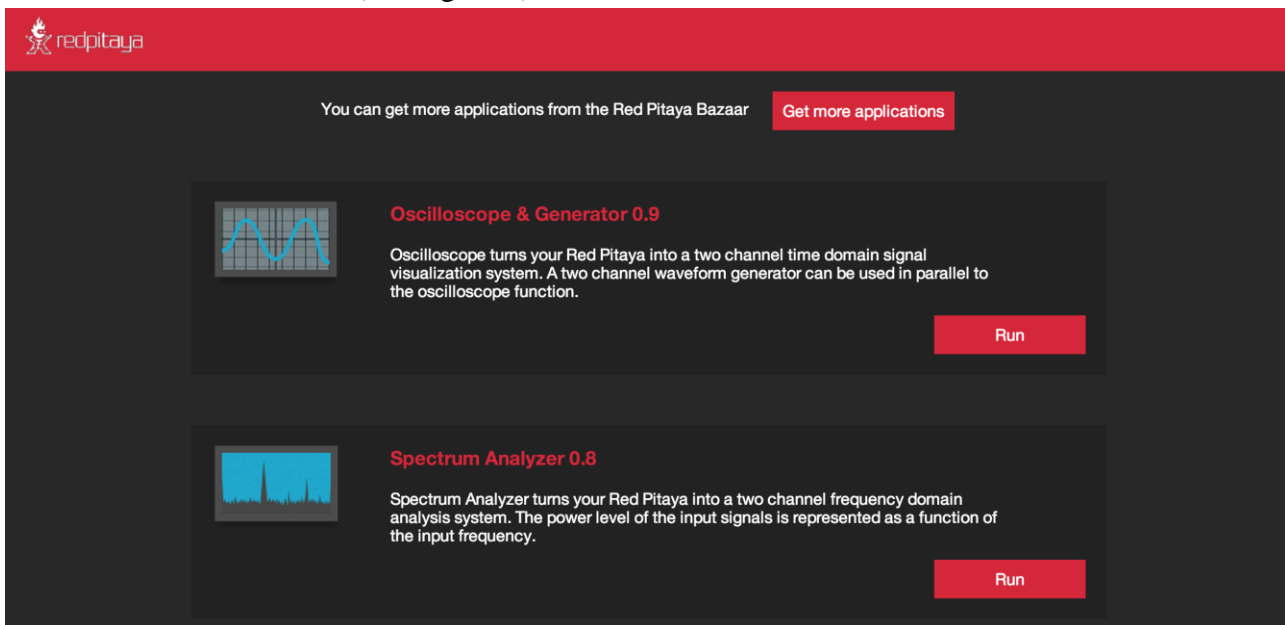 redpitaya
You can get more applications from the Red Pitaya Bazaar
Get more applications
Oscilloscope & Generator 0.9
Oscilloscope turns your Red Pitaya into a two channel time domain signal
visualization system. A two channel waveform generator can be used in parallel to
the oscilloscope function.
Run
Spectrum Analyzer 0.8
Spectrum Analyzer turns your Red Pitaya into a two channel frequency domain
analysis system. The power level of the input signals is represented as a function of
the input frequency.
Run